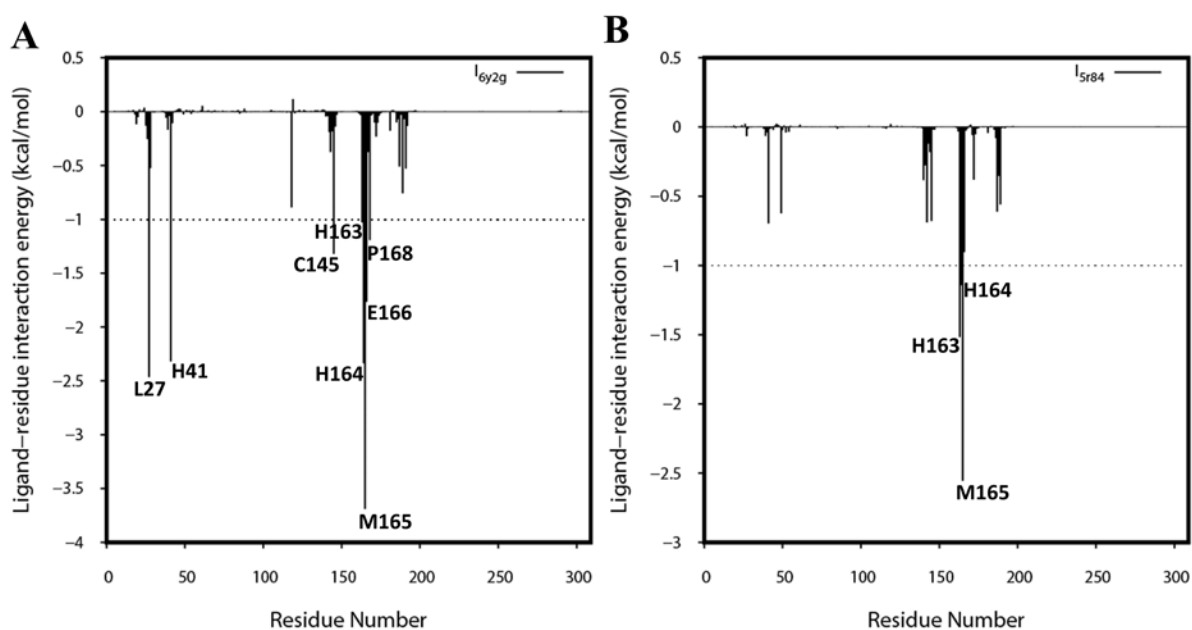 A
Ligand–residue interaction energy (kcal/mol)
0.5
0
−0.5
−1
−1.5
−2
−2.5
−3
−3.5
−4
I6y2g
H163
P168
C145
E166
H164
H41
L27
M165
0 50 100 150 200 250 300
Residue Number
B
Ligand–residue interaction energy (kcal/mol)
0.5
0
−0.5
−1
−1.5
−2
−2.5
−3
I5r84
H164
H163
M165
0 50 100 150 200 250 300
Residue Number